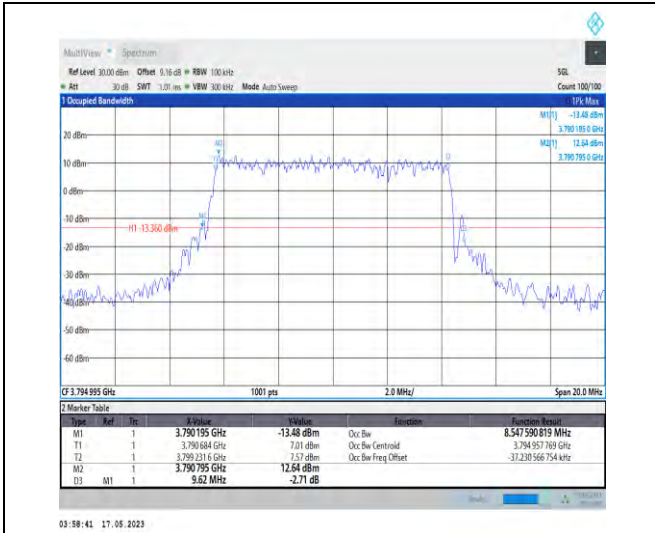 MultiView Spectrum
Ref Level 30.00 dBm Offset 9.16 dB RBW 100 kHz SGL
Att 30 dB SWT 1.01 ms VBW 300 kHz Mode Auto Sweep Count 100/100
1 Occupied Bandwidth 1Pk Max
M1[1] -13.48 dBm
3.790 195 0 GHz
M2[1] 12.64 dBm
3.790 795 0 GHz
20 dBm
10 dBm
0 dBm
-10 dBm
H1 -13.360 dBm
-30 dBm
-40 dBm
-50 dBm
-60 dBm
CF 3.794 995 GHz 1001 pts 2.0 MHz/ Span 20.0 MHz
2 Marker Table
Type Ref Trc X-Value Y-Value Function Function Result
M1 1 3.790195 GHz -13.48 dBm Occ Bw 8.547 590 819 MHz
T1 1 3.790 684 GHz 7.01 dBm Occ Bw Centroid 3.794 957 769 GHz
T2 1 3.799 231 6 GHz 7.57 dBm Occ Bw Freq Offset -37.230 566 754 kHz
M2 1 3.790795 GHz 12.64 dBm
D3 M1 1 9.62 MHz -2.71 dB
03:58:41 17.05.2023